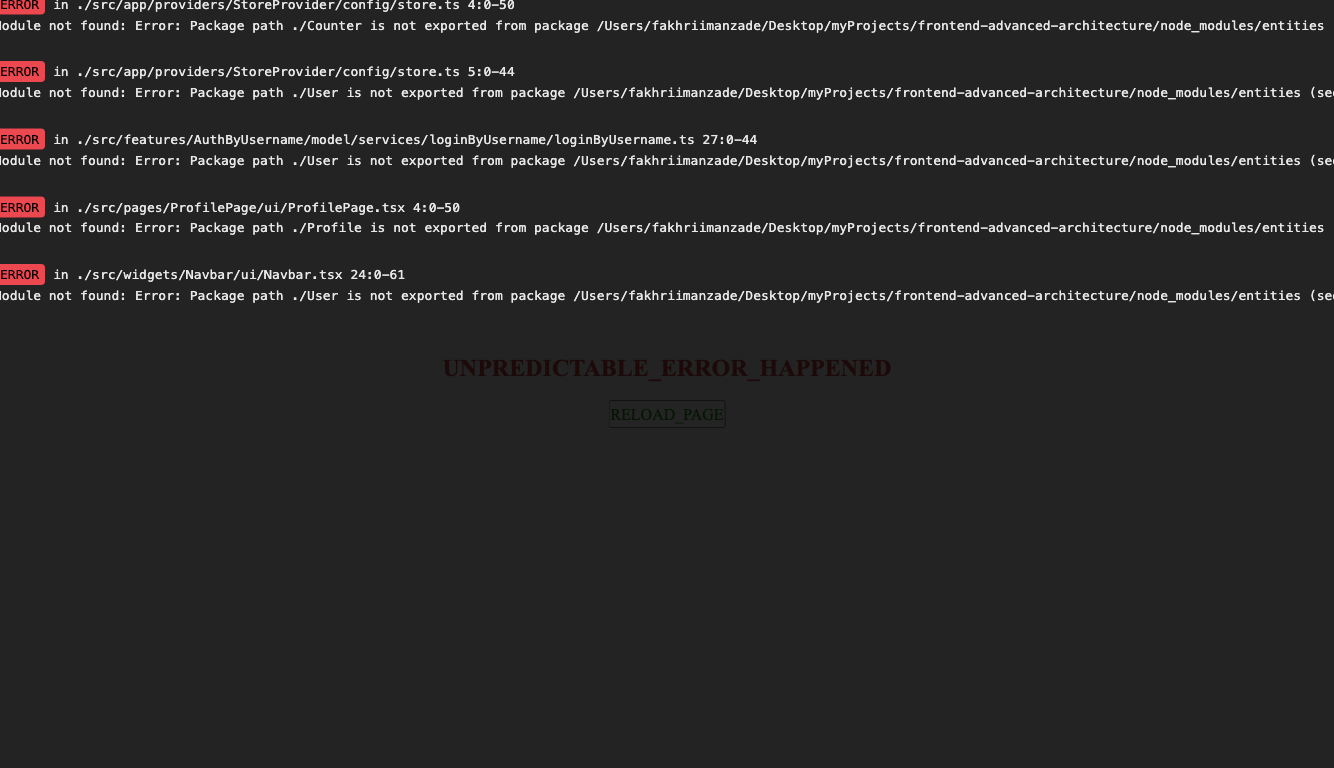 ERROR in ./src/app/providers/StoreProvider/config/store.ts 4:0-50
Module not found: Error: Package path ./Counter is not exported from package /Users/fakhriimanzade/Desktop/myProjects/frontend-advanced-architecture/node_modules/entities
ERROR in ./src/app/providers/StoreProvider/config/store.ts 5:0-44
Module not found: Error: Package path ./User is not exported from package /Users/fakhriimanzade/Desktop/myProjects/frontend-advanced-architecture/node_modules/entities (see
ERROR in ./src/features/AuthByUsername/model/services/loginByUsername/loginByUsername.ts 27:0-44
Module not found: Error: Package path ./User is not exported from package /Users/fakhriimanzade/Desktop/myProjects/frontend-advanced-architecture/node_modules/entities (see
ERROR in ./src/pages/ProfilePage/ui/ProfilePage.tsx 4:0-50
Module not found: Error: Package path ./Profile is not exported from package /Users/fakhriimanzade/Desktop/myProjects/frontend-advanced-architecture/node_modules/entities
ERROR in ./src/widgets/Navbar/ui/Navbar.tsx 24:0-61
Module not found: Error: Package path ./User is not exported from package /Users/fakhriimanzade/Desktop/myProjects/frontend-advanced-architecture/node_modules/entities (see
UNPREDICTABLE_ERROR_HAPPENED
RELOAD_PAGE